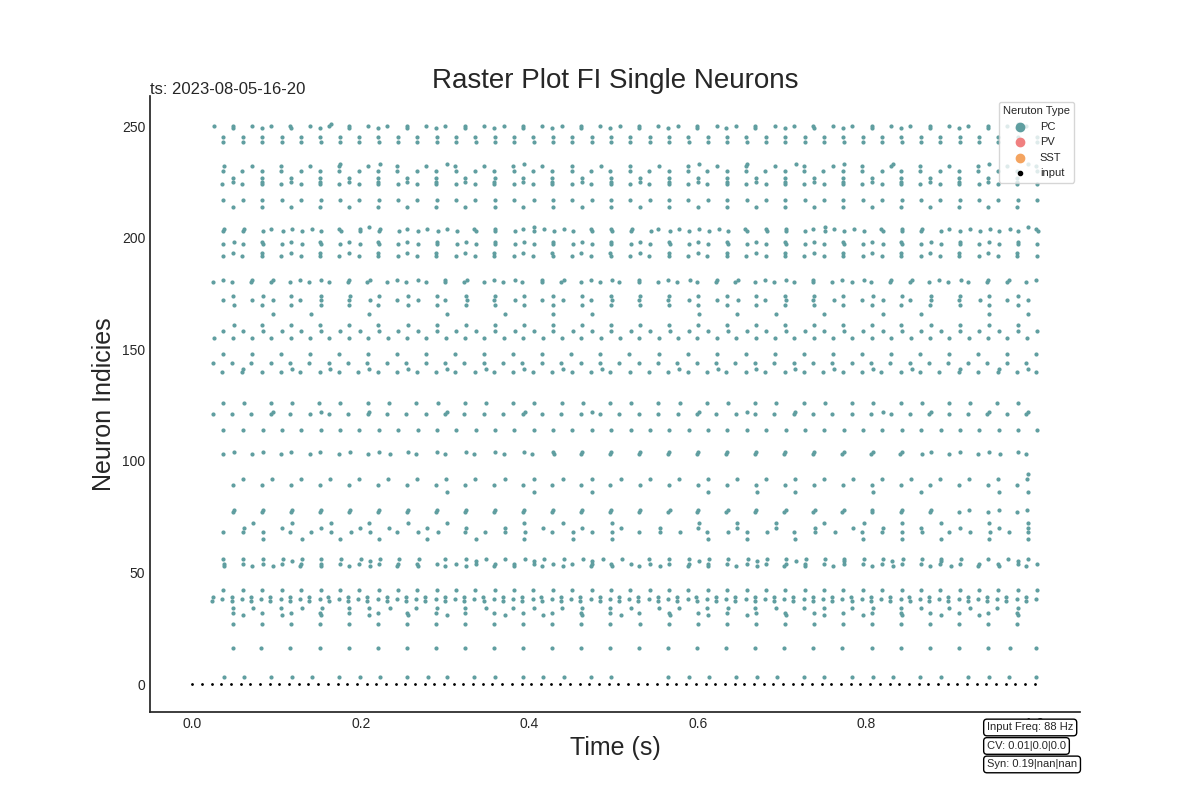 Raster Plot FI Single Neurons
ts: 2023-08-05-16-20
Neruton Type
PC
PV
SST
input
Neuron Indicies
250
200
150
100
50
0
0.0 0.2 0.4 0.6 0.8
Time (s)
Input Freq: 88 Hz
CV: 0.01|0.0|0.0
Syn: 0.19|nan|nan